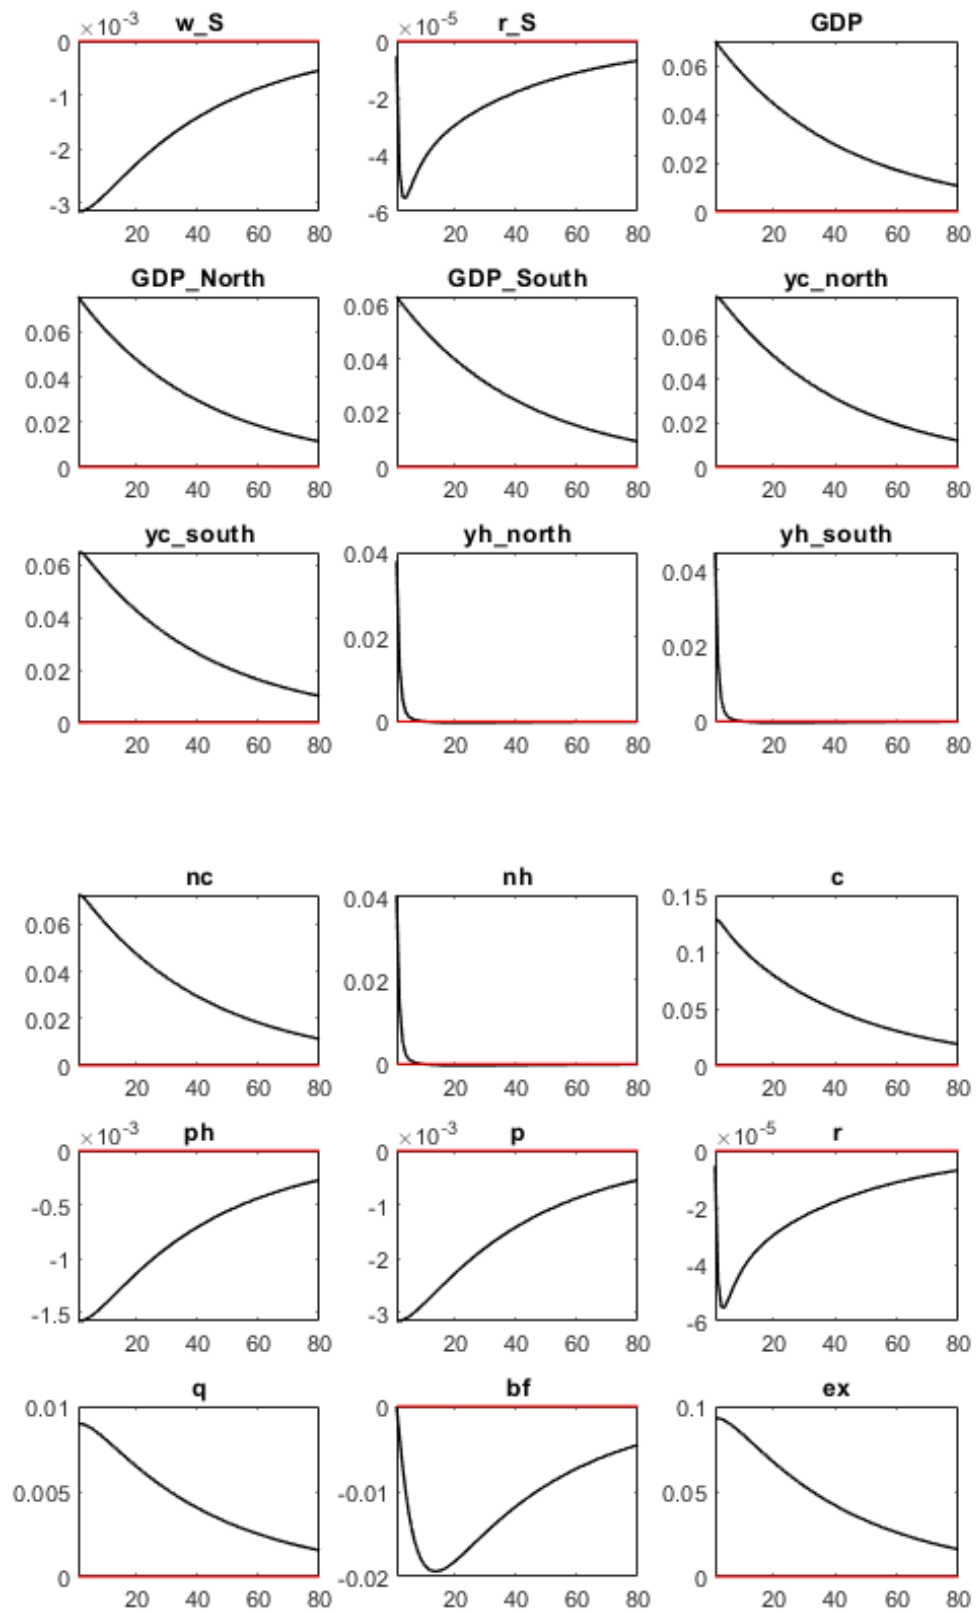 ×10⁻³ w_S ×10⁻⁵ r_S GDP
0 0 0.06
-1 -2 0.04
-2 -4 0.02
-3 -6 0
20 40 60 80 20 40 60 80 20 40 60 80
GDP_North GDP_South yc_north
0.06 0.06 0.06
0.04 0.04 0.04
0.02 0.02 0.02
0 0 0
20 40 60 80 20 40 60 80 20 40 60 80
yc_south yh_north yh_south
0.06 0.04 0.04
0.04 0.02 0.02
0.02
0 0 0
20 40 60 80 20 40 60 80 20 40 60 80
nc nh c
0.06 0.04 0.15
0.04 0.02 0.1
0.02 0.05
0 0 0
20 40 60 80 20 40 60 80 20 40 60 80
×10⁻³ ph ×10⁻³ p ×10⁻⁵ r
0 0 0
-0.5 -1 -2
-1 -2 -4
-1.5 -3 -6
20 40 60 80 20 40 60 80 20 40 60 80
q bf ex
0.01 0 0.1
0.005 -0.01 0.05
0 -0.02 0
20 40 60 80 20 40 60 80 20 40 60 80